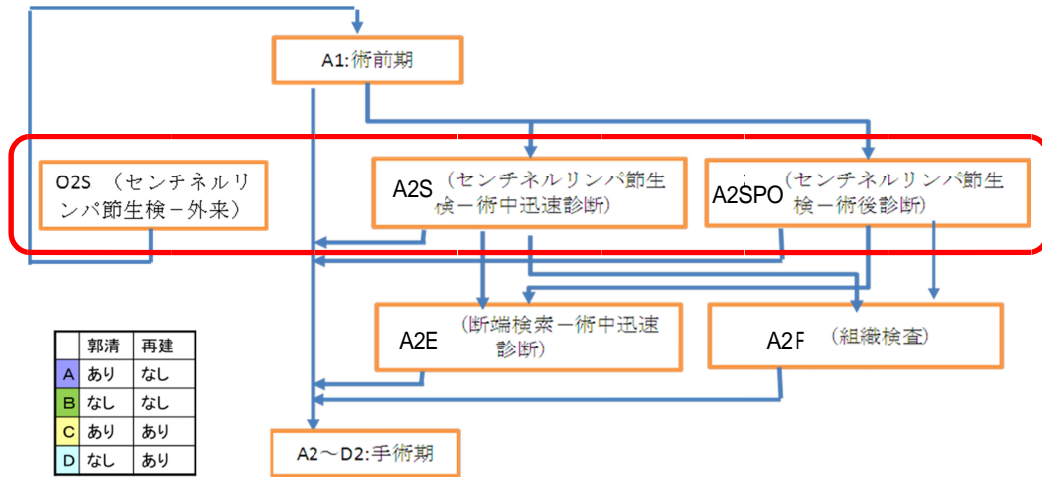 A1:術前期
O2S （センチネルリ
ンパ節生検－外来）
A2S （センチネルリンパ節生
検－術中迅速診断）
A2SPO （センチネルリンパ節生
検－術後診断）
A2E （断端検索－術中迅速
診断）
A2F （組織検査）
郭清 再建
A あり なし
B なし なし
C あり あり
D なし あり
A2～D2:手術期